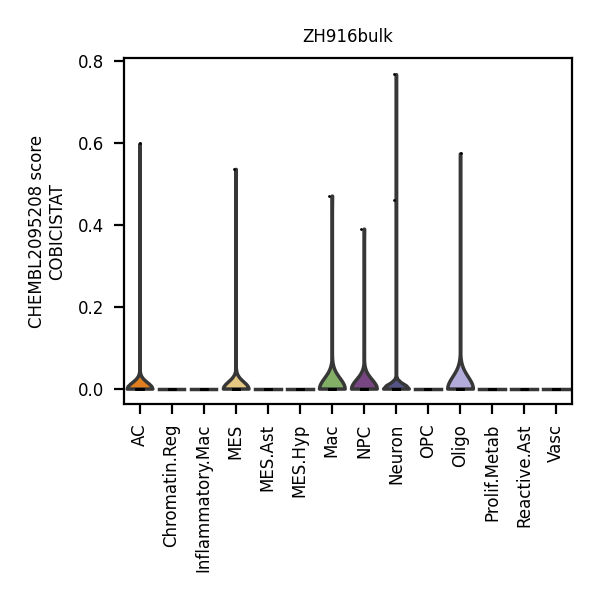 ZH916bulk
CHEMBL2095208 score
COBICISTAT
0.8
0.6
0.4
0.2
0.0
AC
Chromatin.Reg
Inflammatory.Mac
MES
MES.Ast
MES.Hyp
Mac
NPC
Neuron
OPC
Oligo
Prolif.Metab
Reactive.Ast
Vasc